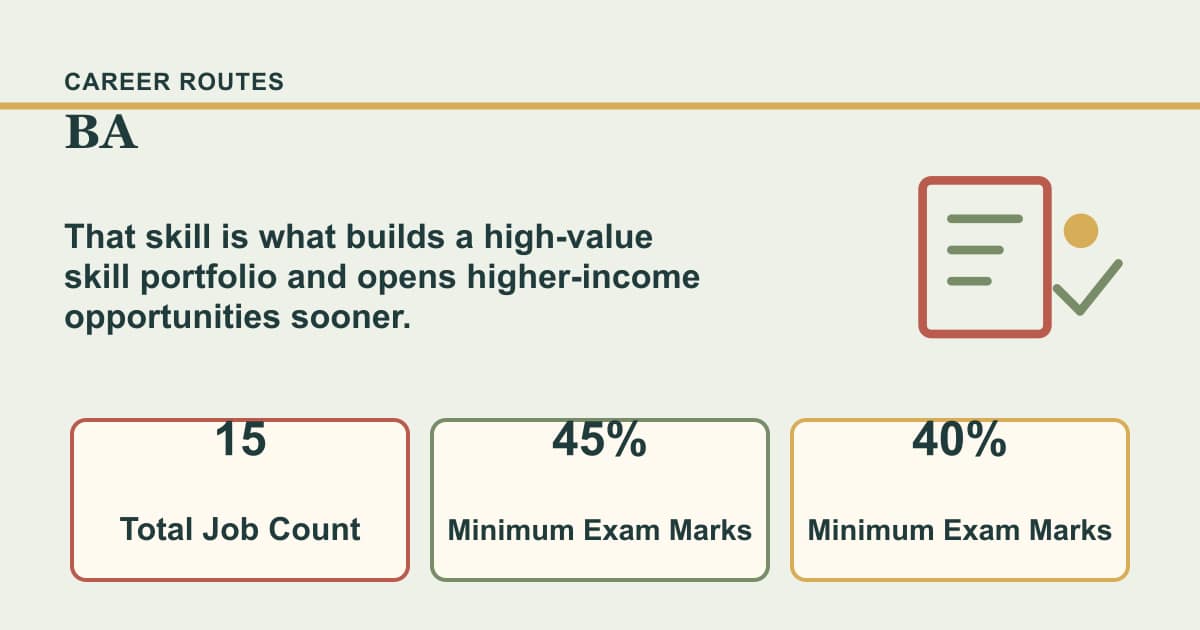 CAREER ROUTES
BA
That skill is what builds a high-value
skill portfolio and opens higher-income
opportunities sooner.
15
Total Job Count
45%
Minimum Exam Marks
40%
Minimum Exam Marks